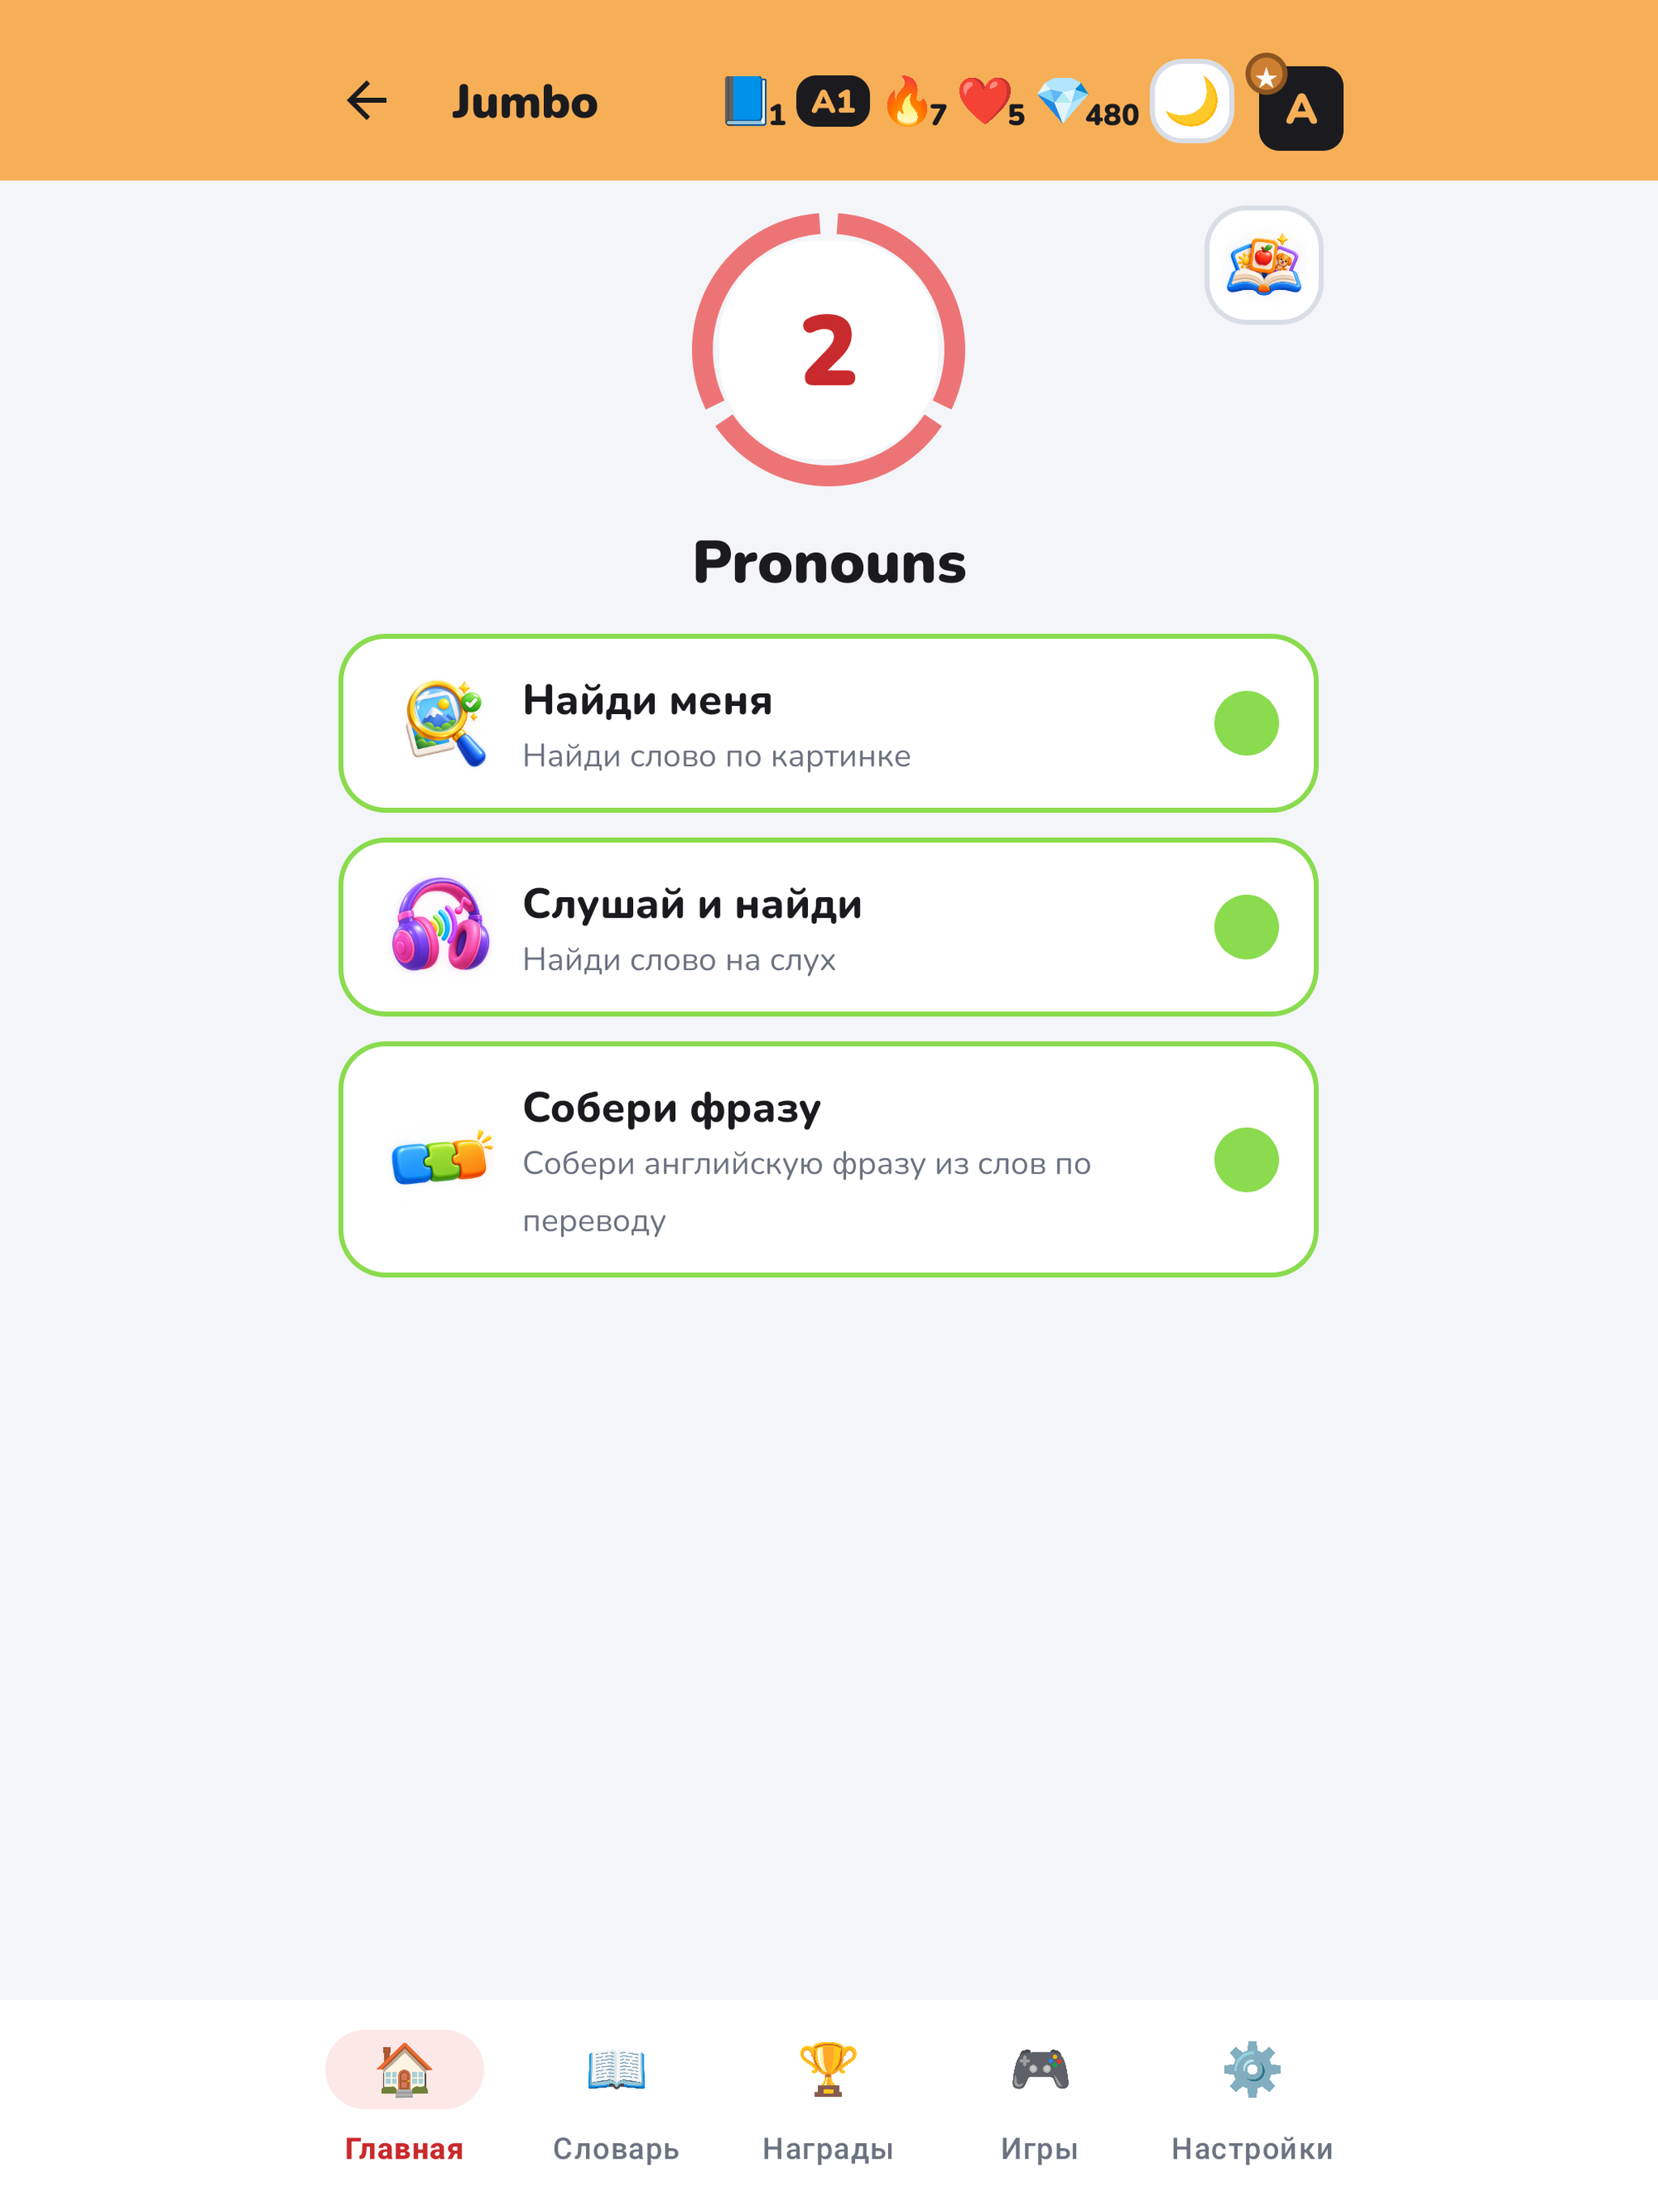 Jumbo
1 A1 7 5 480 A
2
Pronouns
Найди меня
Найди слово по картинке
Слушай и найди
Найди слово на слух
Собери фразу
Собери английскую фразу из слов по
переводу
Главная Словарь Награды Игры Настройки